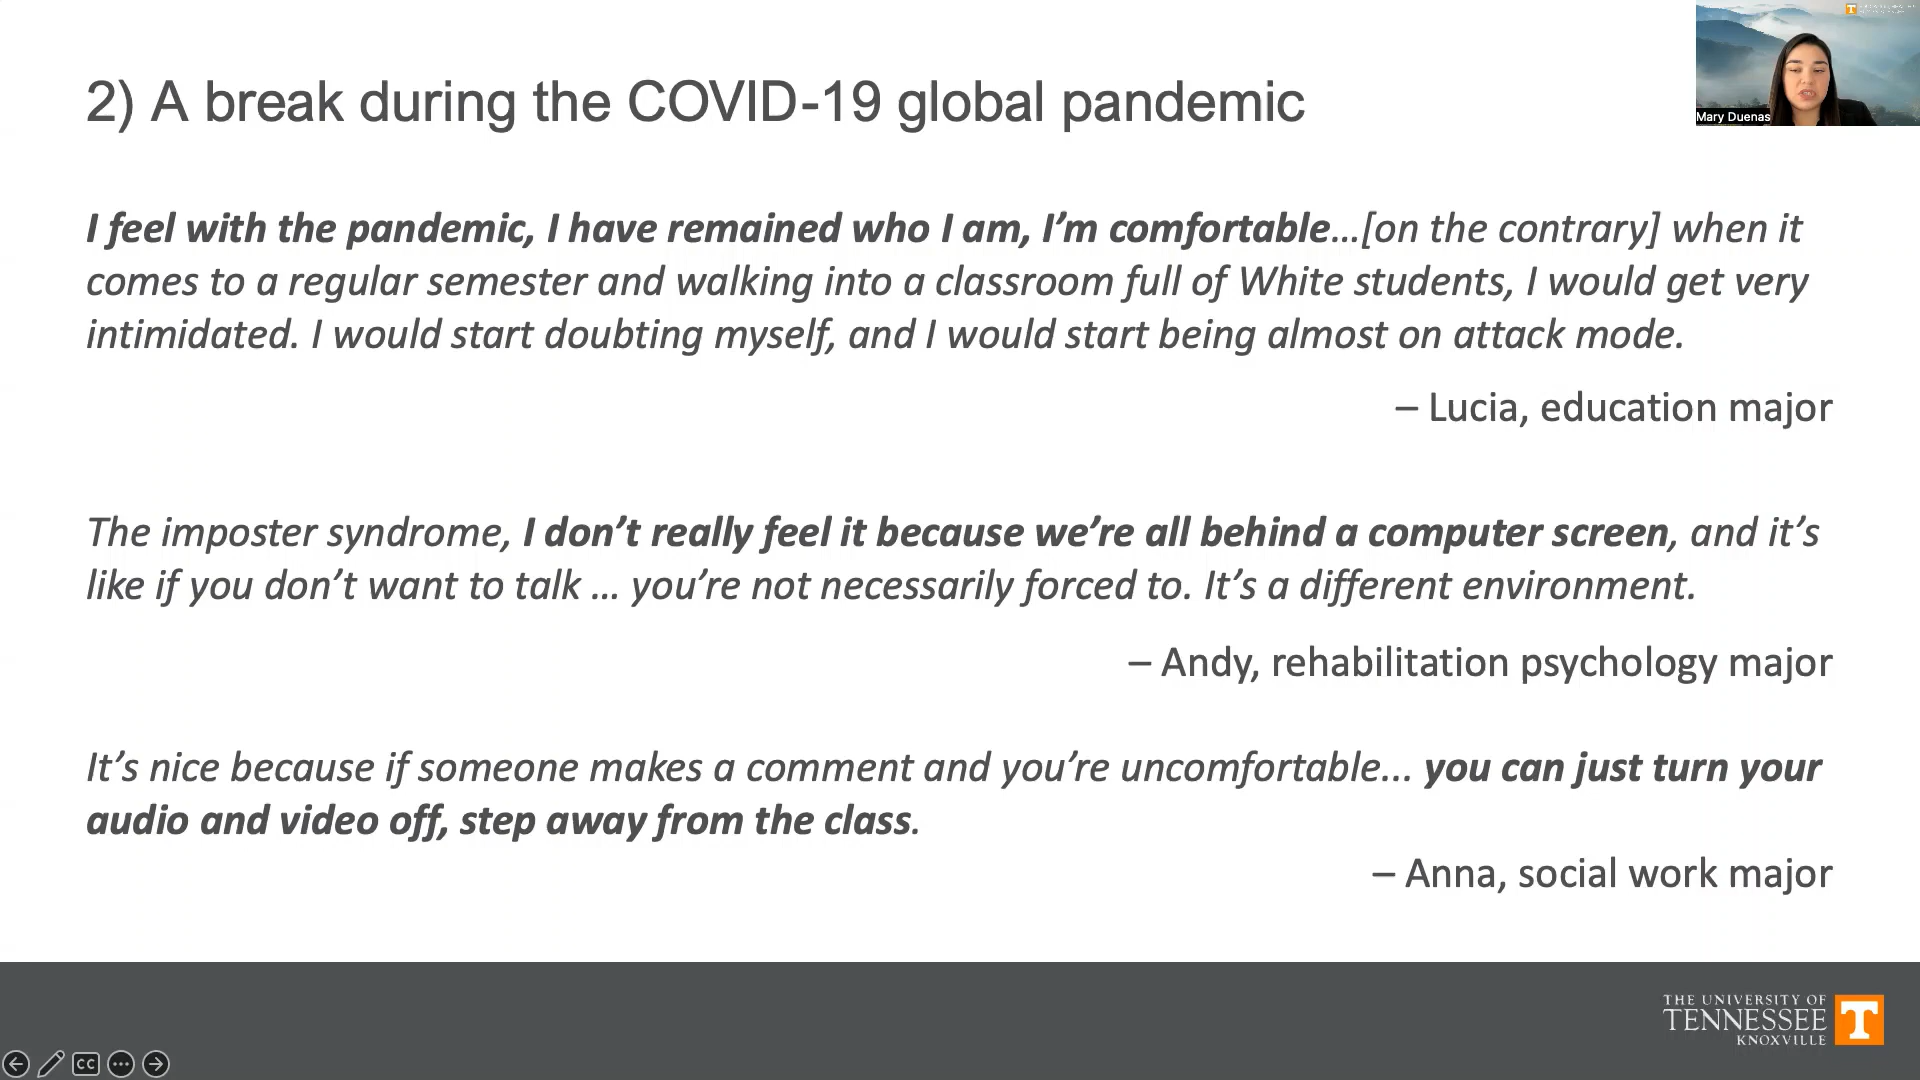 2) A break during the COVID-19 global pandemic
Mary Duenas
I feel with the pandemic, I have remained who I am, I’m comfortable…[on the contrary] when it
comes to a regular semester and walking into a classroom full of White students, I would get very
intimidated. I would start doubting myself, and I would start being almost on attack mode.
– Lucia, education major
The imposter syndrome, I don’t really feel it because we’re all behind a computer screen, and it’s
like if you don’t want to talk … you’re not necessarily forced to. It’s a different environment.
– Andy, rehabilitation psychology major
It’s nice because if someone makes a comment and you’re uncomfortable... you can just turn your
audio and video off, step away from the class.
– Anna, social work major
THE UNIVERSITY OF
TENNESSEE
KNOXVILLE
T
CC